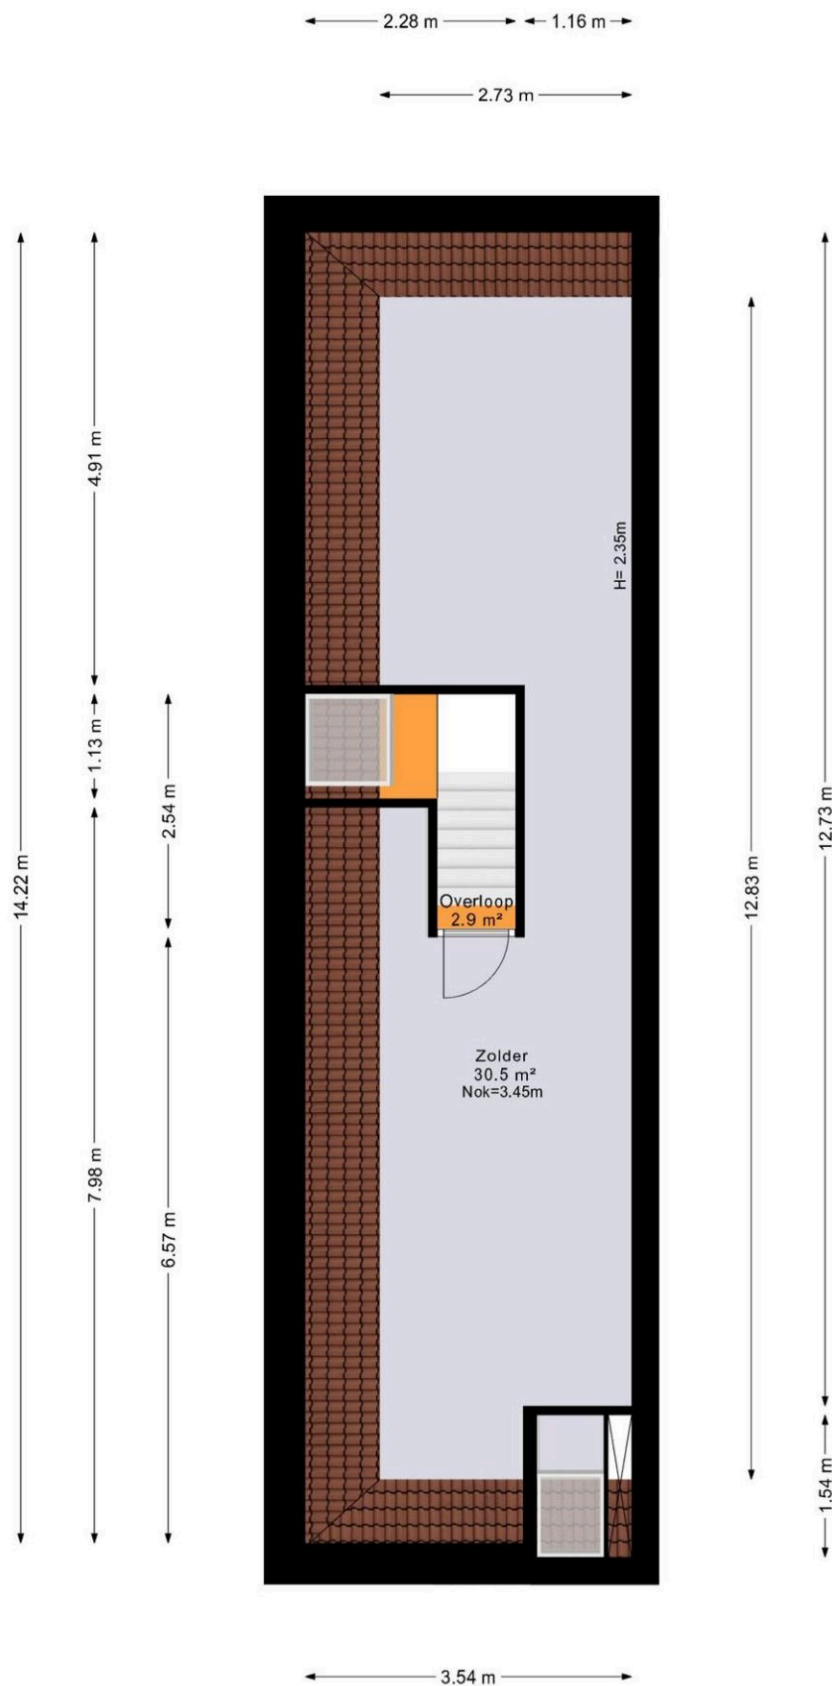 2.28 m
1.16 m
2.73 m
4.91 m
H= 2.35m
1.13 m
2.54 m
14.22 m
12.73 m
12.83 m
Overloop
2.9 m²
Zolder
30.5 m²
Nok=3.45m
7.98 m
6.57 m
1.54 m
3.54 m